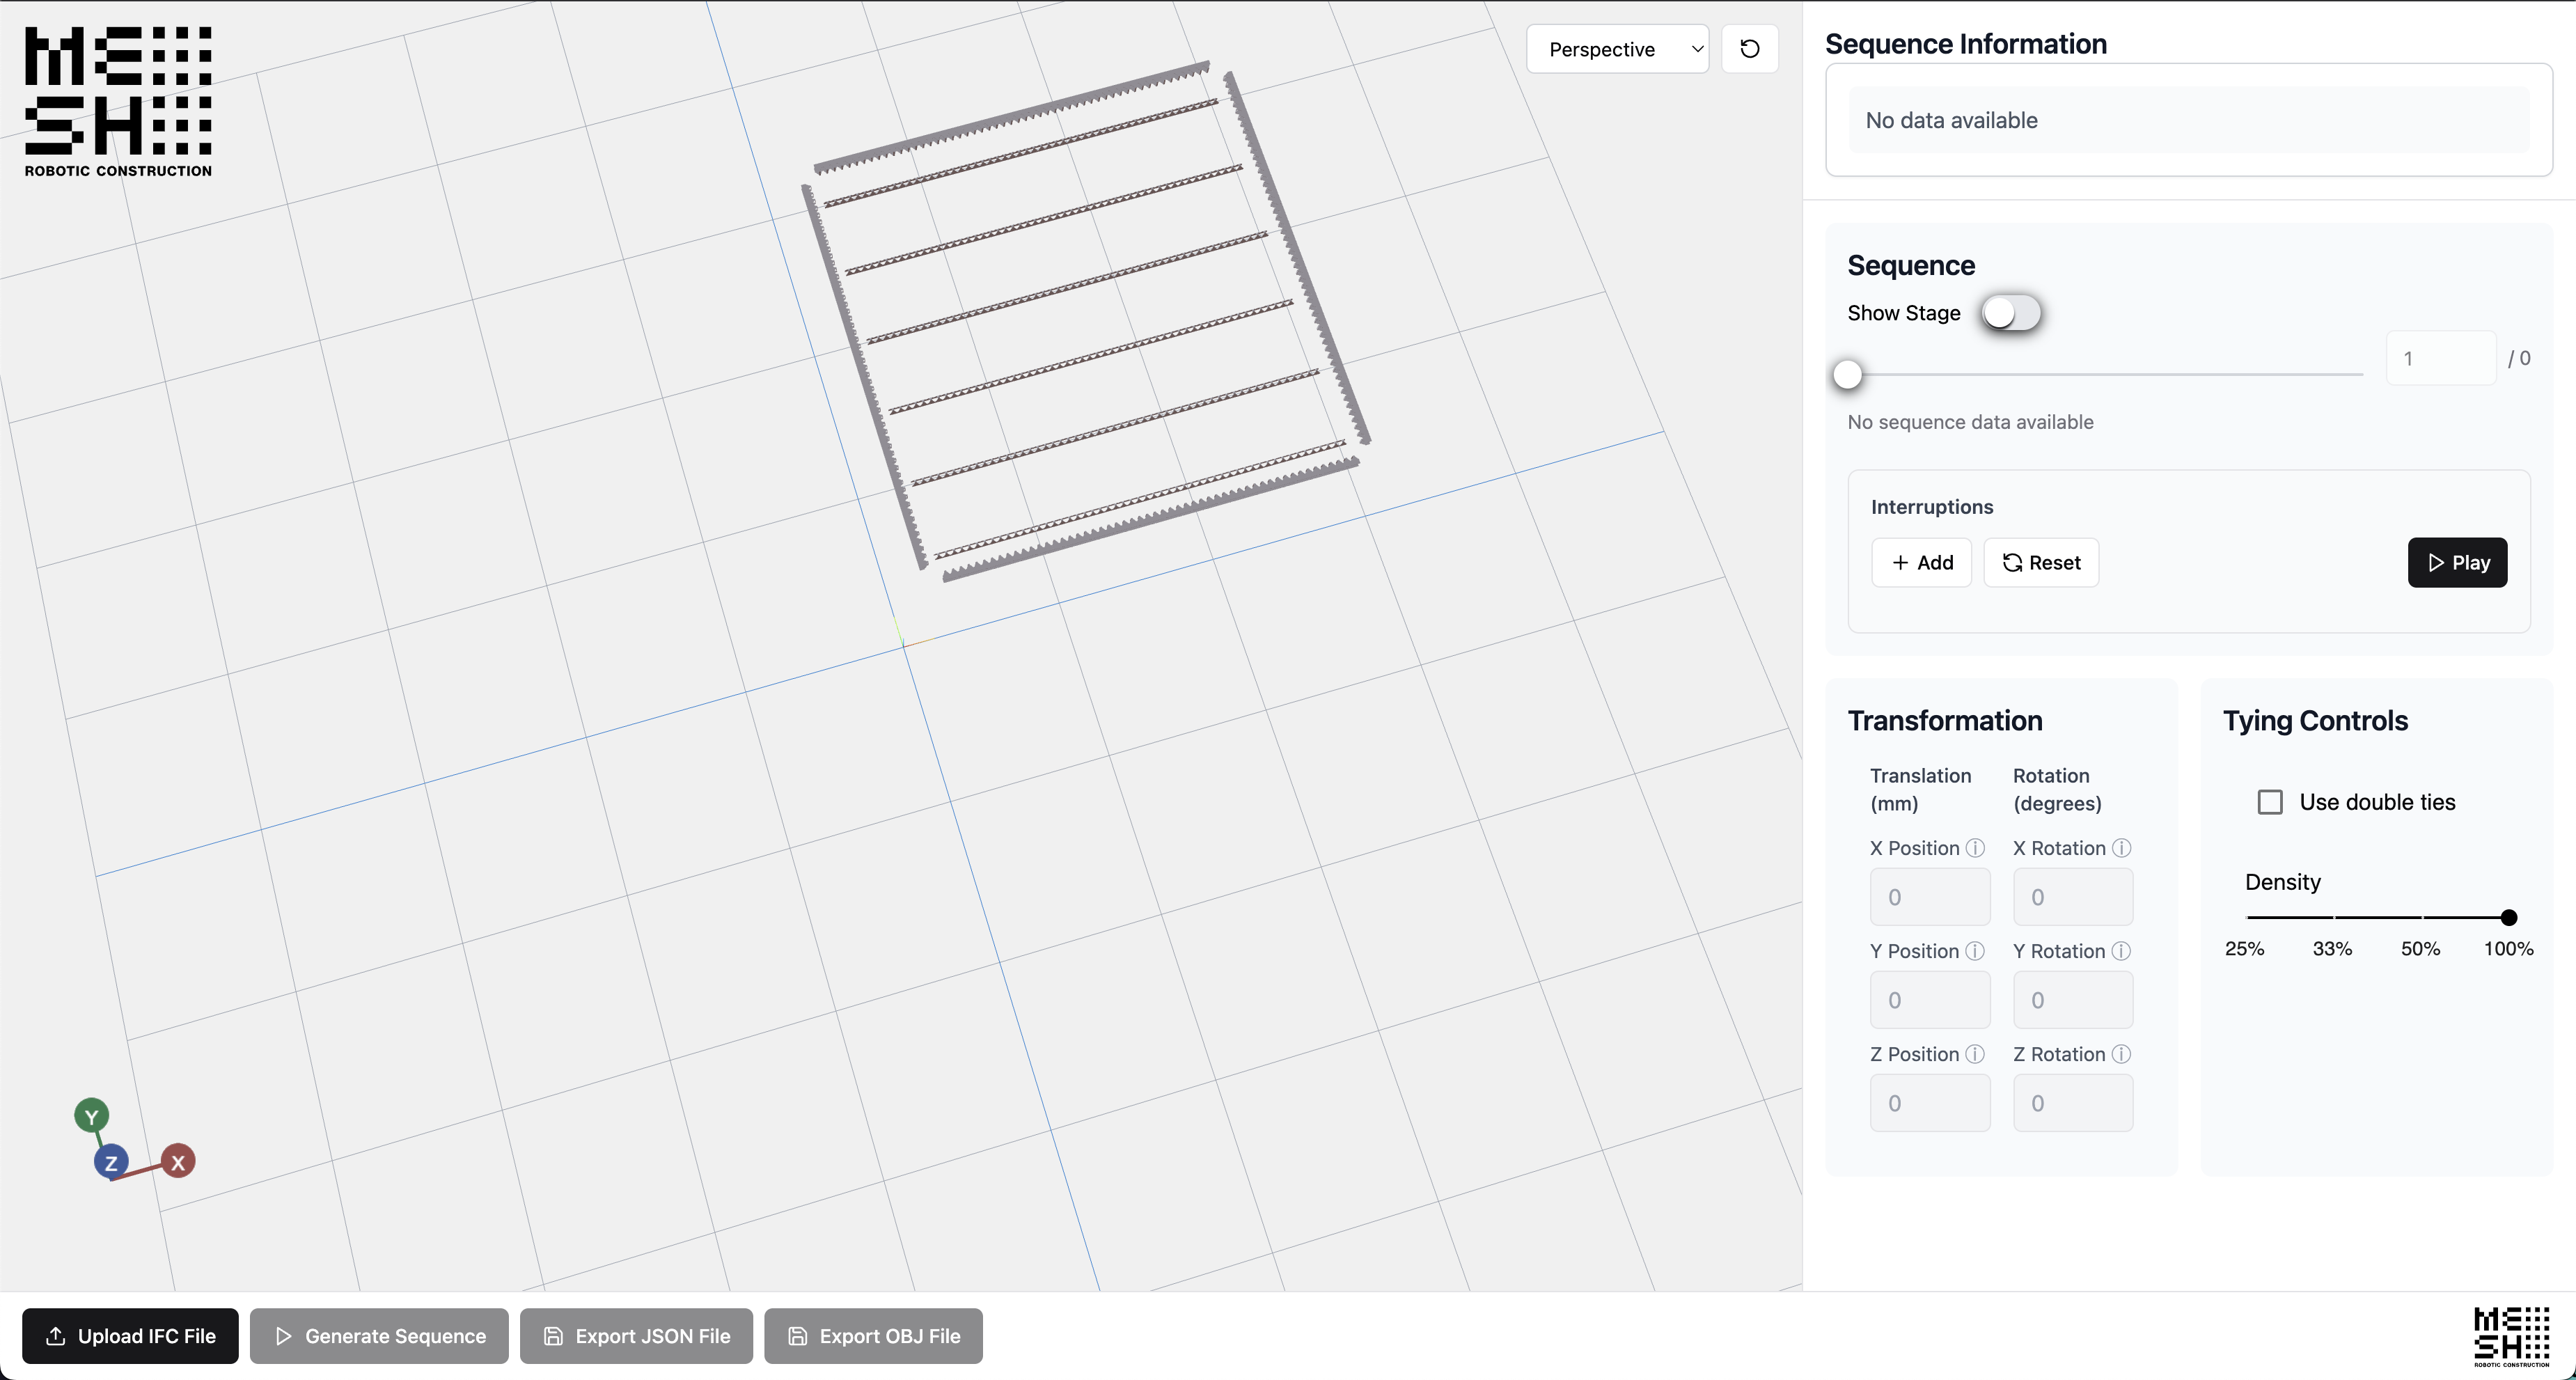 MESH
ROBOTIC CONSTRUCTION
Perspective
Y
Z
X
Sequence Information
No data available
Sequence
Show Stage
1 / 0
No sequence data available
Interruptions
Add
Reset
Play
Transformation
Translation (mm)
Rotation (degrees)
X Position
X Rotation
0
0
Y Position
Y Rotation
0
0
Z Position
Z Rotation
0
0
Tying Controls
Use double ties
Density
25% 33% 50% 100%
Upload IFC File
Generate Sequence
Export JSON File
Export OBJ File
MESH
ROBOTIC CONSTRUCTION